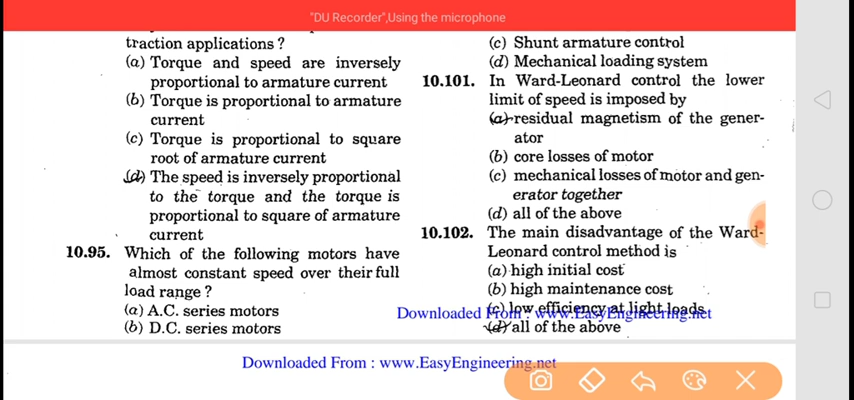 "DU Recorder",Using the microphone
traction applications ?
(a) Torque and speed are inversely
proportional to armature current
(b) Torque is proportional to armature
current
(c) Torque is proportional to square
root of armature current
(d) The speed is inversely proportional
to the torque and the torque is
proportional to square of armature
current
10.95. Which of the following motors have
almost constant speed over their full
load range ?
(a) A.C. series motors
(b) D.C. series motors
(c) Shunt armature control
(d) Mechanical loading system
10.101. In Ward-Leonard control the lower
limit of speed is imposed by
(a) residual magnetism of the gener-
ator
(b) core losses of motor
(c) mechanical losses of motor and gen-
erator together
(d) all of the above
10.102. The main disadvantage of the Ward-
Leonard control method is
(a) high initial cost
(b) high maintenance cost
(c) low efficiency at light loads
Downloaded From : www.EasyEngineering.net
(d) all of the above
Downloaded From : www.EasyEngineering.net